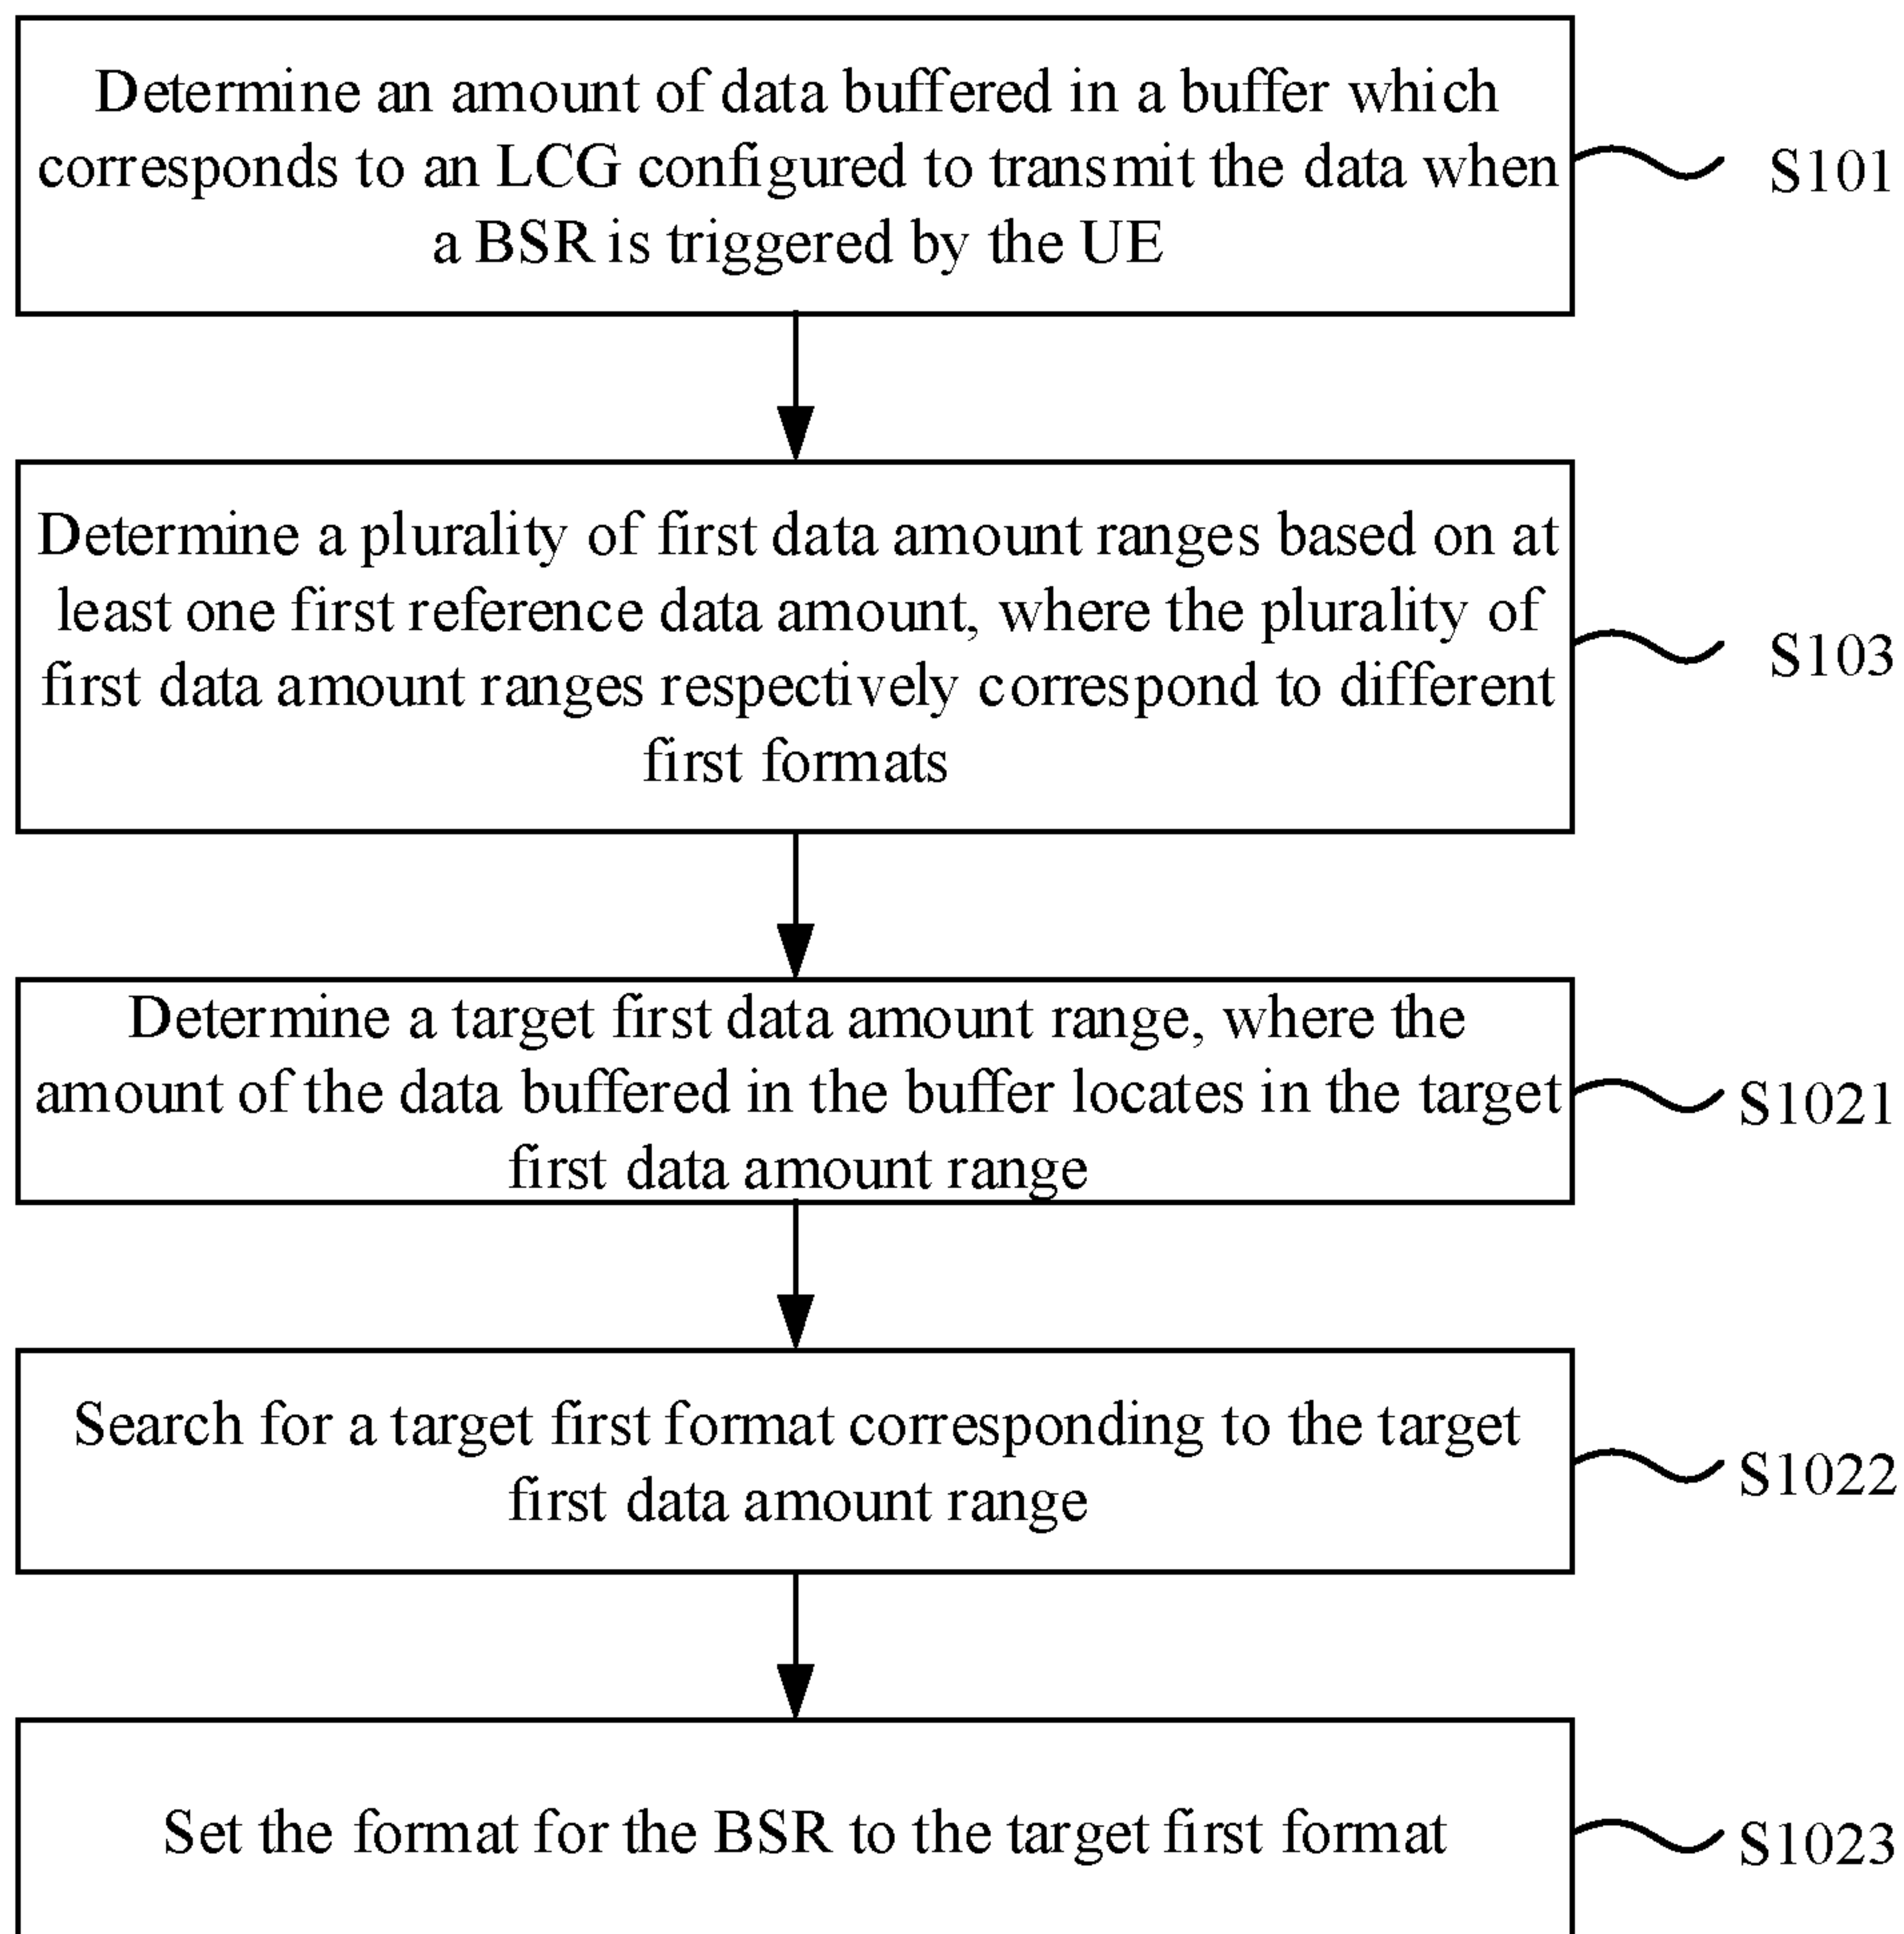 Determine an amount of data buffered in a buffer which
corresponds to an LCG configured to transmit the data when
a BSR is triggered by the UE
S101
Determine a plurality of first data amount ranges based on at
least one first reference data amount, where the plurality of
first data amount ranges respectively correspond to different
first formats
S103
Determine a target first data amount range, where the
amount of the data buffered in the buffer locates in the target
first data amount range
S1021
Search for a target first format corresponding to the target
first data amount range
S1022
Set the format for the BSR to the target first format
S1023